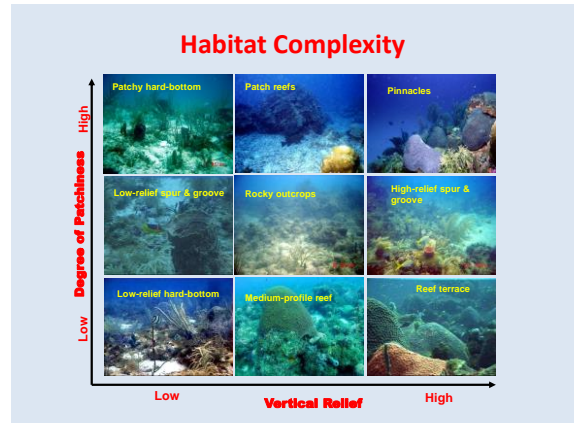 Habitat Complexity
High
Degree of Patchiness
Low
Patchy hard-bottom
Patch reefs
Pinnacles
Low-relief spur & groove
Rocky outcrops
High-relief spur &
groove
Low-relief hard-bottom
Medium-profile reef
Reef terrace
Low
Vertical Relief
High